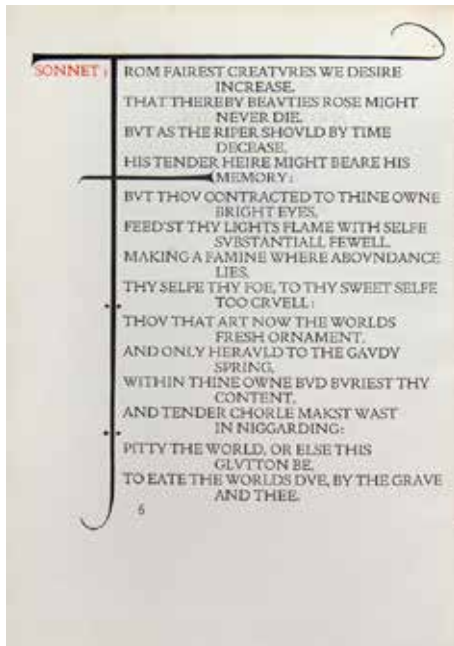 SONNET I
FROM FAIREST CREATVRES WE DESIRE
INCREASE,
THAT THEREBY BEAVTIES ROSE MIGHT
NEVER DIE,
BVT AS THE RIPER SHOVLD BY TIME
DECEASE,
HIS TENDER HEIRE MIGHT BEARE HIS
MEMORY:
BVT THOV CONTRACTED TO THINE OWNE
BRIGHT EYES,
FEED'ST THY LIGHTS FLAME WITH SELFE
SVBSTANTIALL FEWELL,
MAKING A FAMINE WHERE ABOVNDANCE
LIES,
THY SELFE THY FOE, TO THY SWEET SELFE
TOO CRVELL:
THOV THAT ART NOW THE WORLDS
FRESH ORNAMENT,
AND ONLY HERAVLD TO THE GAVDY
SPRING,
WITHIN THINE OWNE BVD BVRIEST THY
CONTENT,
AND TENDER CHORLE MAKST WAST
IN NIGGARDING:
PITTY THE WORLD, OR ELSE THIS
GLVTTON BE,
TO EATE THE WORLDS DVE, BY THE GRAVE
AND THEE.
6